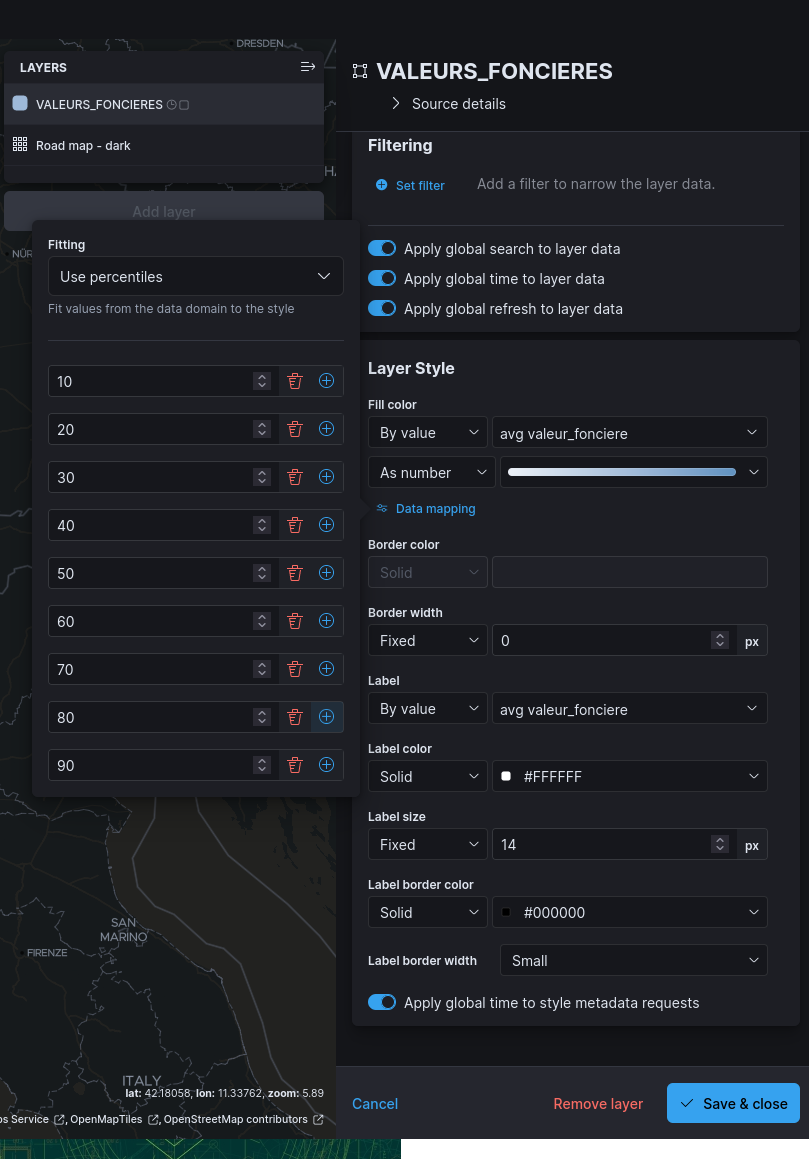 DRESDEN
LAYERS
VALEURS_FONCIERES
Road map - dark
Add layer
NÜR
Fitting
Use percentiles
Fit values from the data domain to the style
10
20
30
40
50
60
70
80
90
SAN
MARINO
FIRENZE
ITALY
lat: 42.18058, lon: 11.33762, zoom: 5.89
os Service, OpenMapTiles, OpenStreetMap contributors
VALEURS_FONCIERES
Source details
Filtering
Set filter
Add a filter to narrow the layer data.
Apply global search to layer data
Apply global time to layer data
Apply global refresh to layer data
Layer Style
Fill color
By value
avg valeur_fonciere
As number
Data mapping
Border color
Solid
Border width
Fixed
0
px
Label
By value
avg valeur_fonciere
Label color
Solid
#FFFFFF
Label size
Fixed
14
px
Label border color
Solid
#000000
Label border width
Small
Apply global time to style metadata requests
Cancel
Remove layer
Save & close